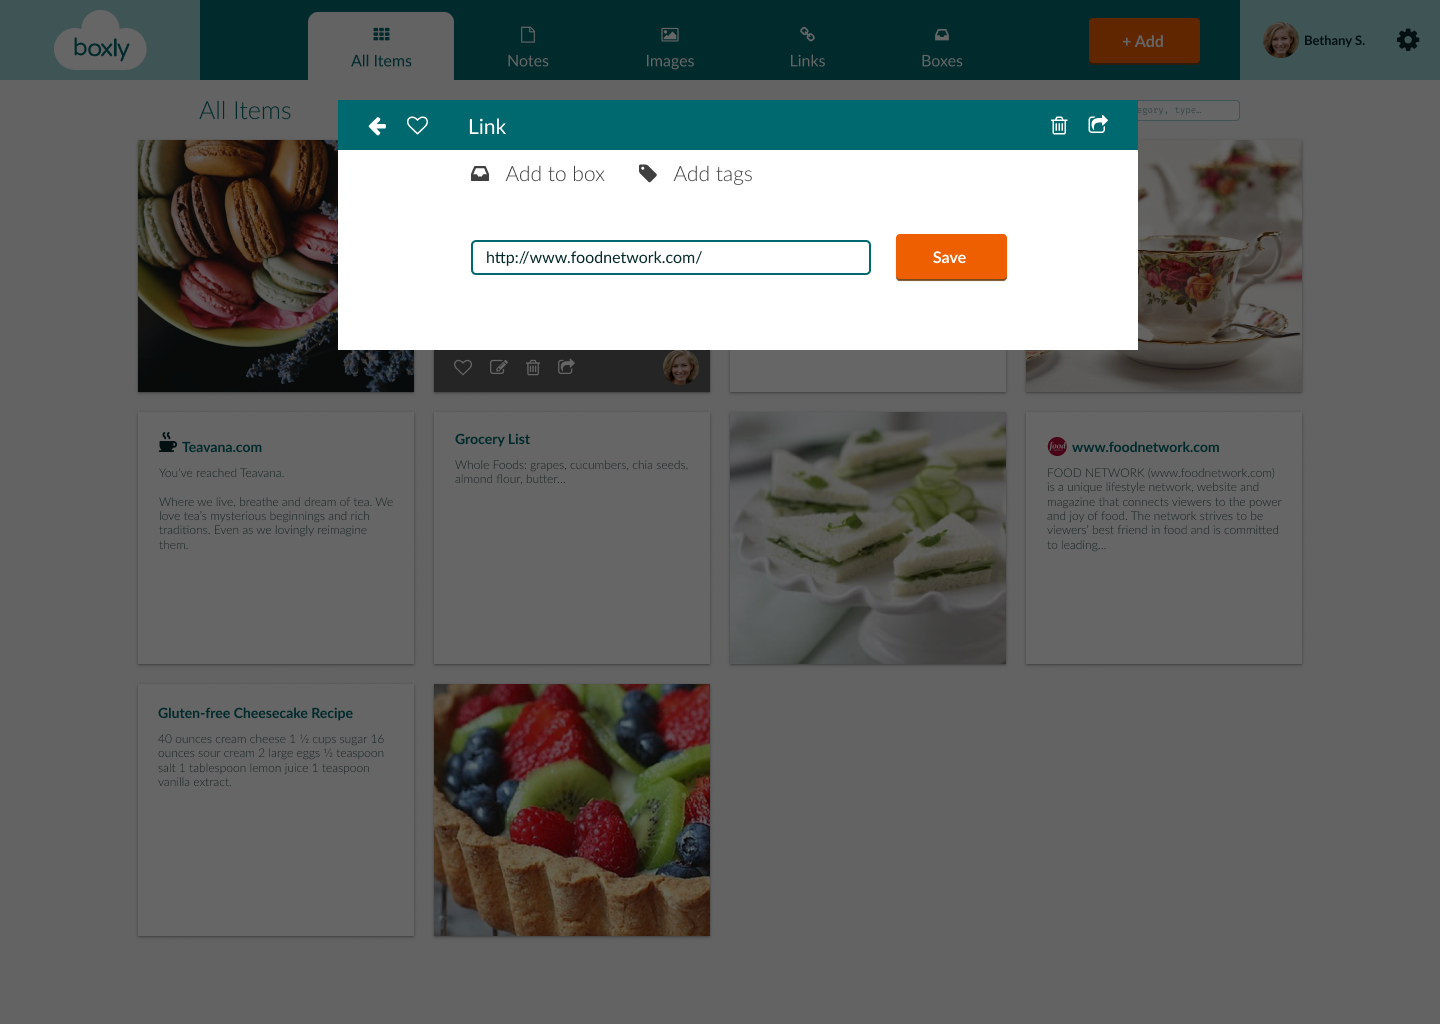 boxly
All Items
Notes
Images
Links
Boxes
+ Add
Bethany S.
All Items
Link
Add to box
Add tags
http://www.foodnetwork.com/
Save
Teavana.com
You've reached Teavana.
Where we live, breathe and dream of tea. We
love tea's mysterious beginnings and rich
traditions. Even as we lovingly reimagine
them.
Grocery List
Whole Foods: grapes, cucumbers, chia seeds,
almond flour, butter...
food
www.foodnetwork.com
FOOD NETWORK (www.foodnetwork.com)
is a unique lifestyle network, website and
magazine that connects viewers to the power
and joy of food. The network strives to be
viewers' best friend in food and is committed
to leading...
Gluten-free Cheesecake Recipe
40 ounces cream cheese 1 ½ cups sugar 16
ounces sour cream 2 large eggs ½ teaspoon
salt 1 tablespoon lemon juice 1 teaspoon
vanilla extract.